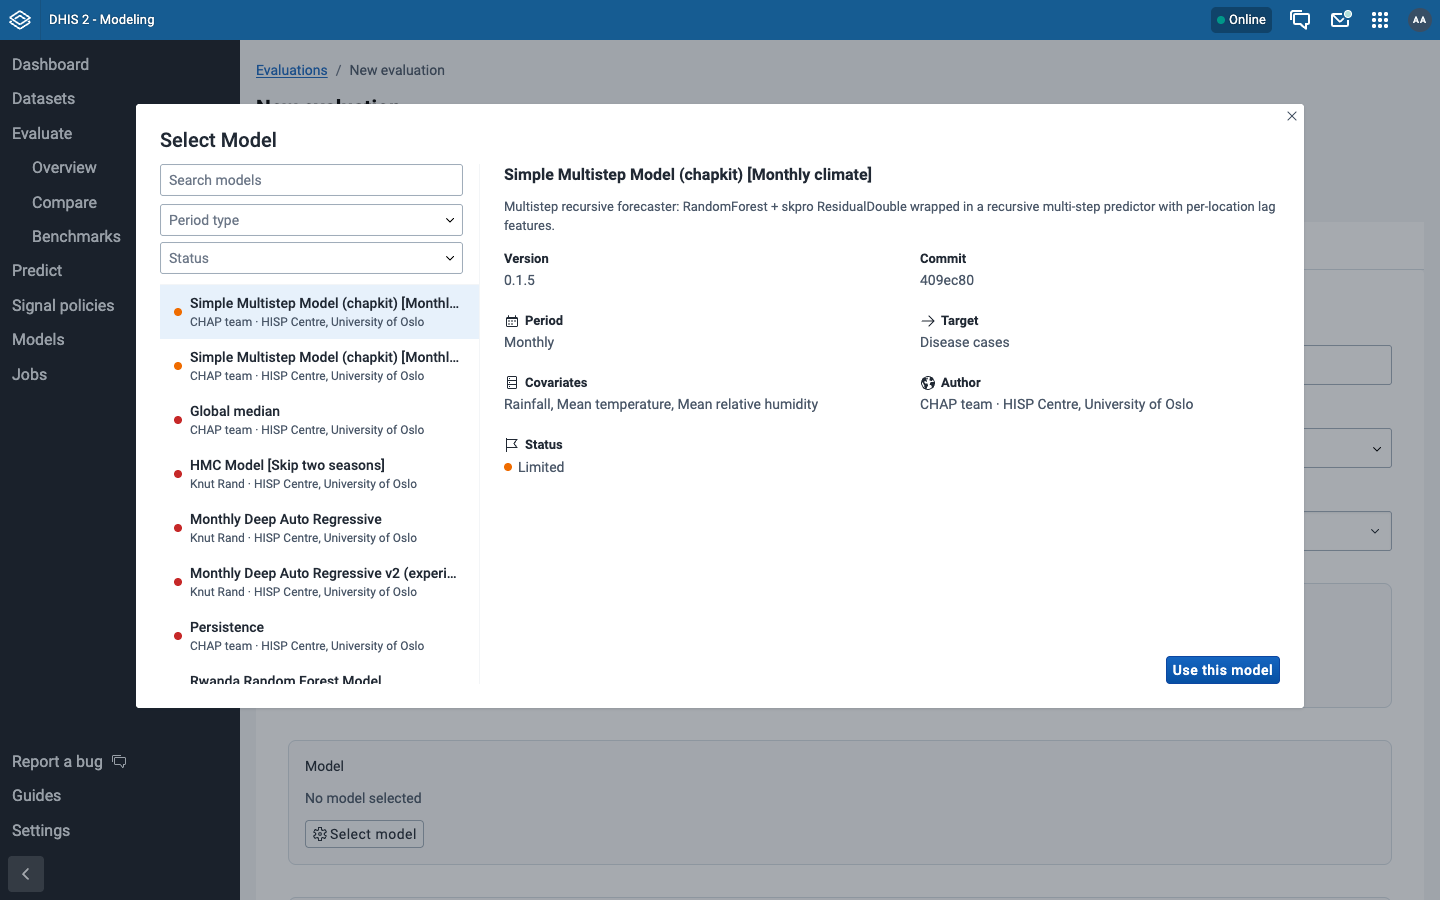 DHIS 2 - Modeling
Online
AA
Dashboard
Datasets
Evaluate
Overview
Compare
Benchmarks
Predict
Signal policies
Models
Jobs
Report a bug
Guides
Settings
Evaluations / New evaluation
New evaluation
Select Model
Search models
Period type
Status
Simple Multistep Model (chapkit) [Monthl...
CHAP team · HISP Centre, University of Oslo
Simple Multistep Model (chapkit) [Monthl...
CHAP team · HISP Centre, University of Oslo
Global median
CHAP team · HISP Centre, University of Oslo
HMC Model [Skip two seasons]
Knut Rand · HISP Centre, University of Oslo
Monthly Deep Auto Regressive
Knut Rand · HISP Centre, University of Oslo
Monthly Deep Auto Regressive v2 (experi...
Knut Rand · HISP Centre, University of Oslo
Persistence
CHAP team · HISP Centre, University of Oslo
Rwanda Random Forest Model
Simple Multistep Model (chapkit) [Monthly climate]
Multistep recursive forecaster: RandomForest + skpro ResidualDouble wrapped in a recursive multi-step predictor with per-location lag
features.
Version
0.1.5
Commit
409ec80
Period
Monthly
Target
Disease cases
Covariates
Rainfall, Mean temperature, Mean relative humidity
Author
CHAP team · HISP Centre, University of Oslo
Status
Limited
Use this model
Model
No model selected
Select model